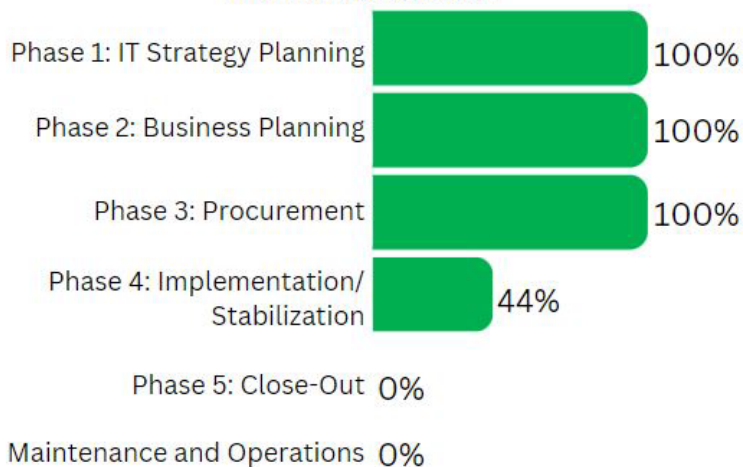 Phase 1: IT Strategy Planning 100%
Phase 2: Business Planning 100%
Phase 3: Procurement 100%
Phase 4: Implementation/
Stabilization 44%
Phase 5: Close-Out 0%
Maintenance and Operations 0%